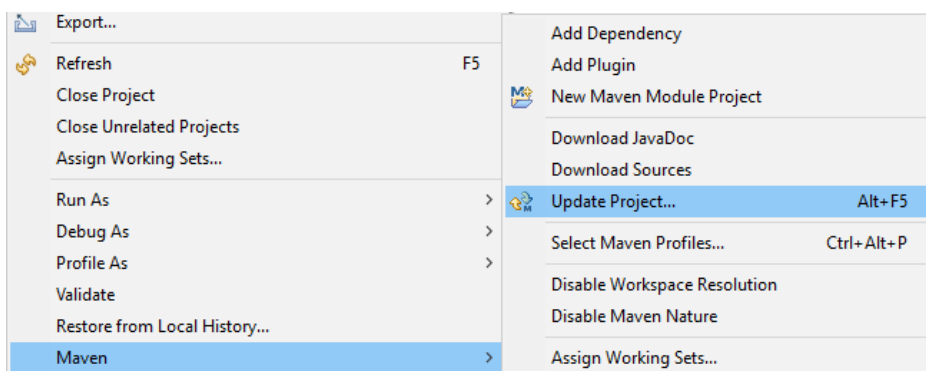 Export...
Refresh F5
Close Project
Close Unrelated Projects
Assign Working Sets...
Run As
Debug As
Profile As
Validate
Restore from Local History...
Maven
Add Dependency
Add Plugin
New Maven Module Project
Download JavaDoc
Download Sources
Update Project... Alt+F5
Select Maven Profiles... Ctrl+Alt+P
Disable Workspace Resolution
Disable Maven Nature
Assign Working Sets...